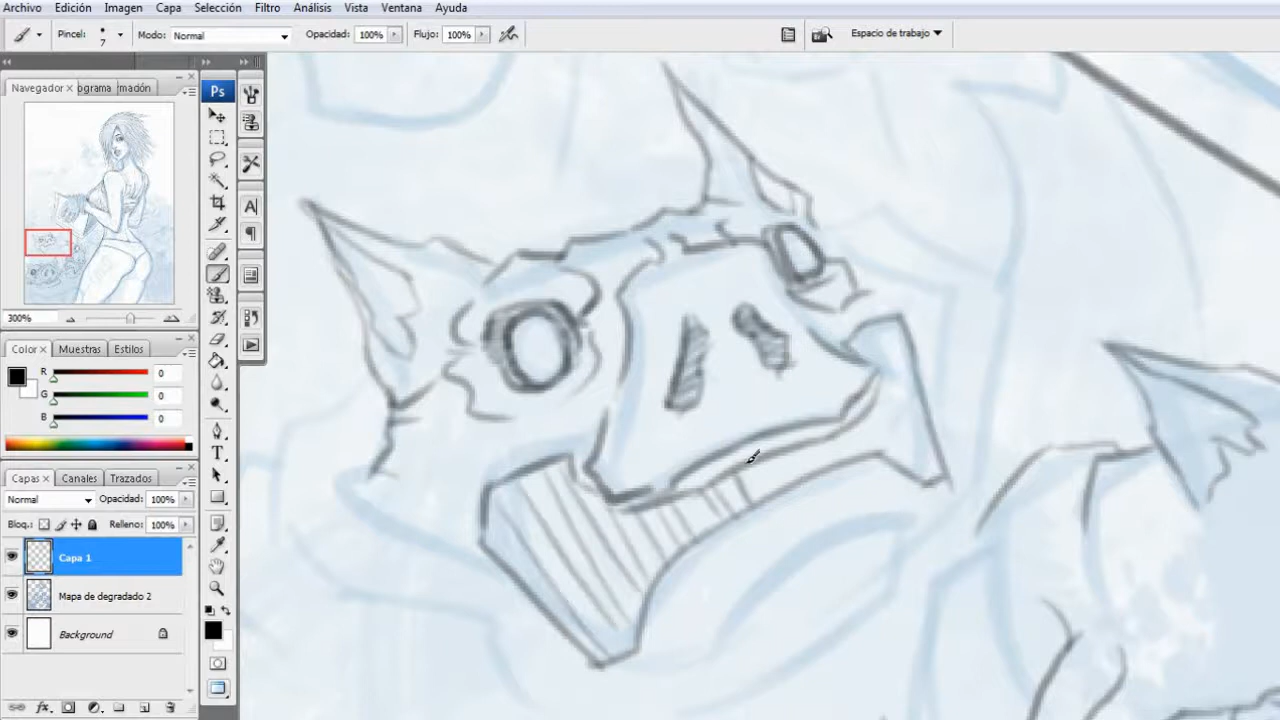 Archivo Edición Imagen Capa Selección Filtro Análisis Vista Ventana Ayuda
Pincel: 7 Modo: Normal Opacidad: 100% Flujo: 100% Espacio de trabajo
Navegador ograma madón
300%
Color Muestras Estilos
R 0
G 0
B 0
Capas Canales Trazados
Normal Opacidad: 100%
Bloq.: Relleno: 100%
Capa 1
Mapa de degradado 2
Background
Ps
A
T
fx